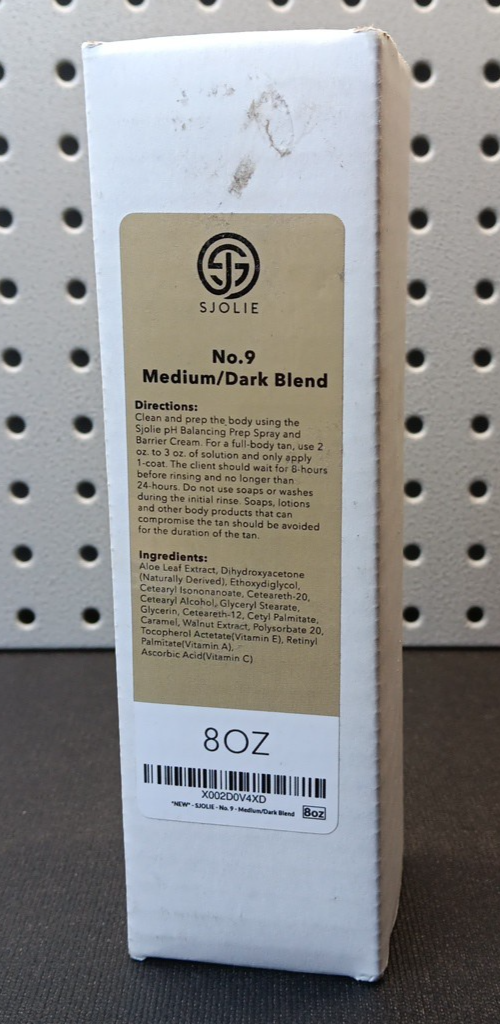 SJOLIE
No.9
Medium/Dark Blend
Directions:
Clean and prep the body using the
Sjolie pH Balancing Prep Spray and
Barrier Cream. For a full-body tan, use 2
oz. to 3 oz. of solution and only apply
1-coat. The client should wait for 8-hours
before rinsing and no longer than
24-hours. Do not use soaps or washes
during the initial rinse. Soaps, lotions
and other body products that can
compromise the tan should be avoided
for the duration of the tan.
Ingredients:
Aloe Leaf Extract, Dihydroxyacetone
(Naturally Derived), Ethoxydiglycol,
Cetearyl Isononanoate, Ceteareth-20,
Cetearyl Alcohol, Glyceryl Stearate,
Glycerin, Ceteareth-12, Cetyl Palmitate,
Caramel, Walnut Extract, Polysorbate 20,
Tocopherol Actetate(Vitamin E), Retinyl
Palmitate(Vitamin A),
Ascorbic Acid(Vitamin C)
8OZ
X002D0V4XD
*NEW* - SJOLIE - No. 9 - Medium/Dark Blend 8oz